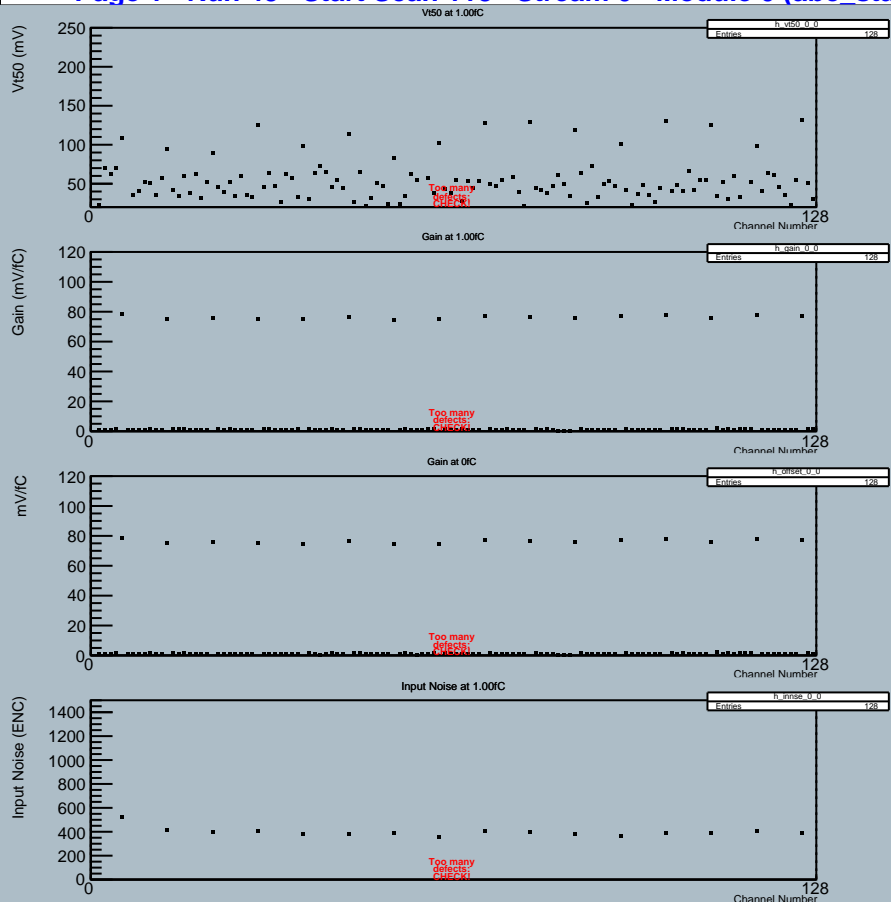 Vt50 at 1.00fC
h_vt50_0_0
Entries 128
Vt50 (mV)
250
200
150
100
50
Too many
defects:
CHECK!
0
128
Channel Number
Gain at 1.00fC
h_gain_0_0
Entries 128
Gain (mV/fC)
120
100
80
60
40
20
0
Too many
defects:
CHECK!
0
128
Channel Number
Gain at 0fC
h_offset_0_0
Entries 128
mV/fC
120
100
80
60
40
20
0
Too many
defects:
CHECK!
0
128
Channel Number
Input Noise at 1.00fC
h_innse_0_0
Entries 128
Input Noise (ENC)
1400
1200
1000
800
600
400
200
0
Too many
defects:
CHECK!
0
128
Channel Number